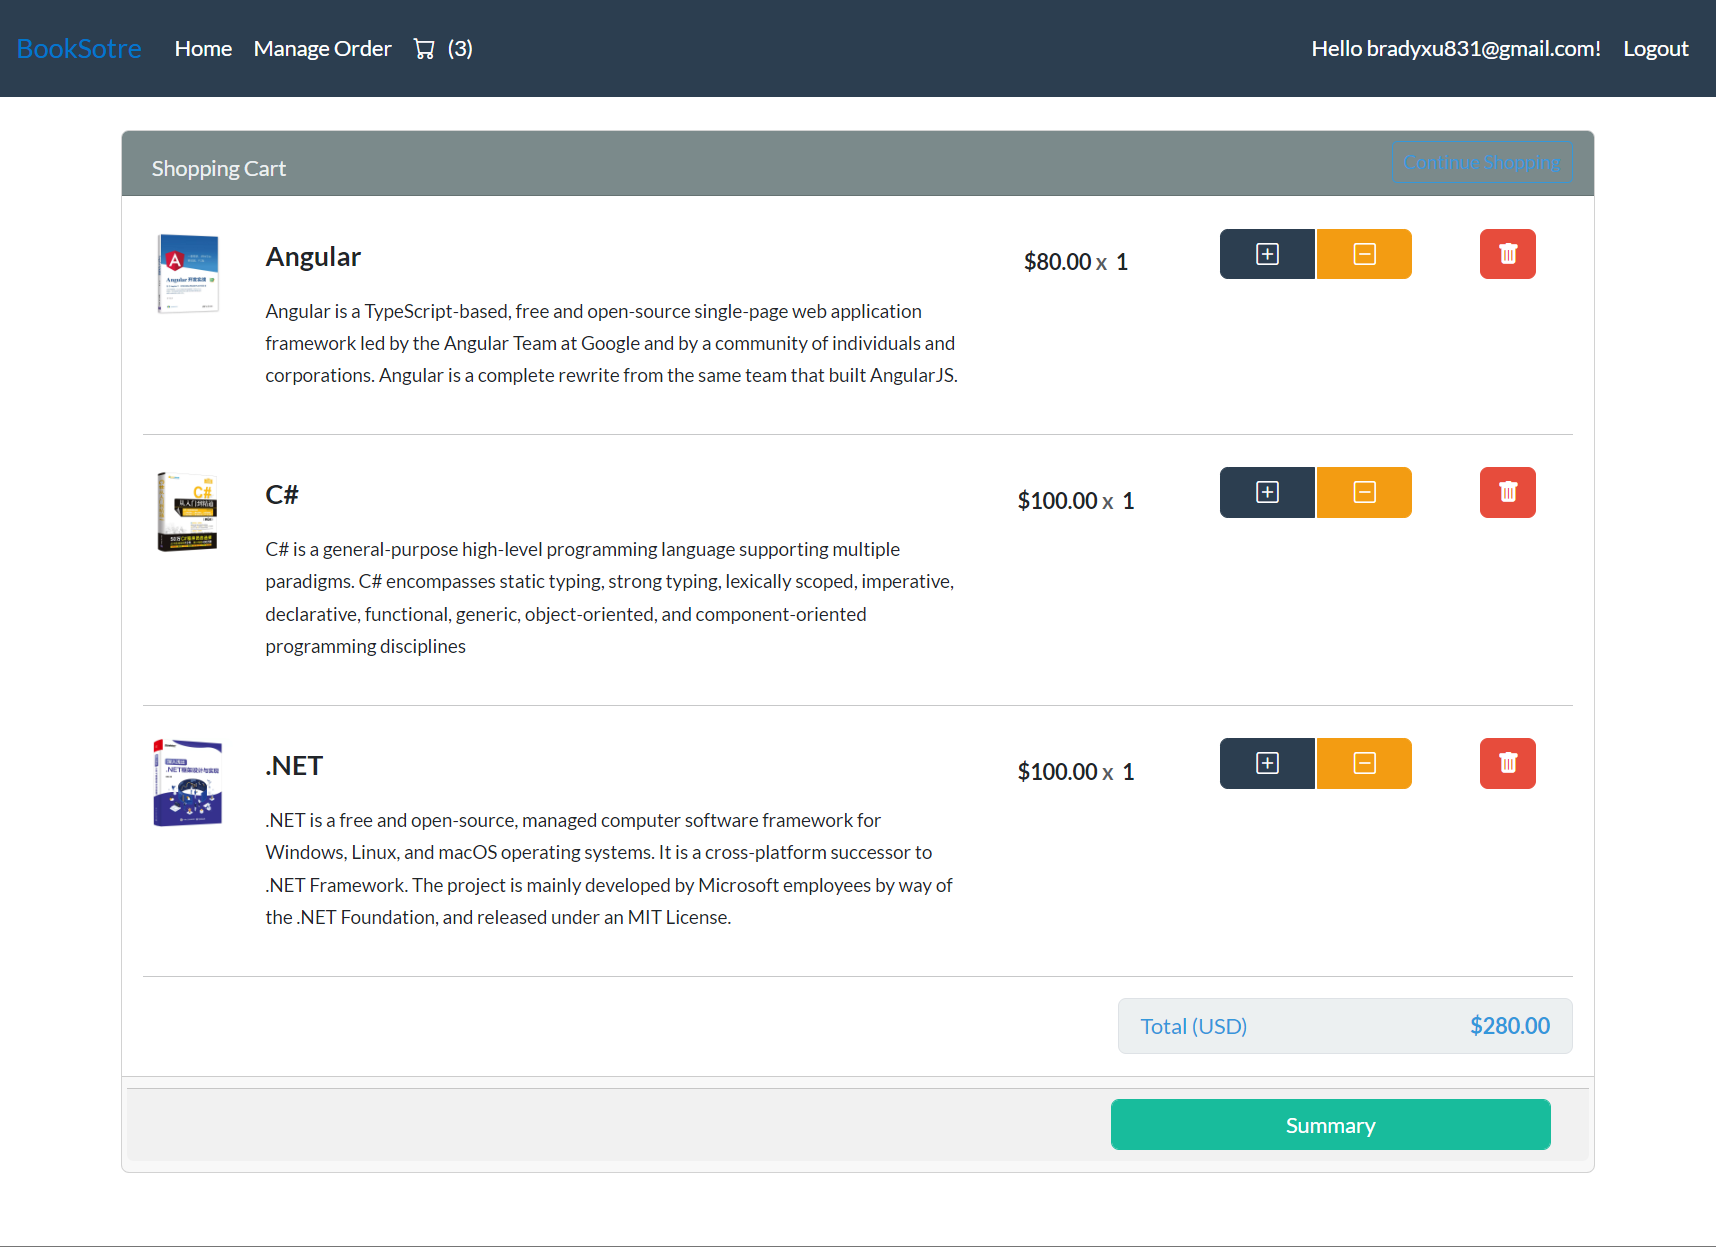 BookSotre Home Manage Order (3) Hello bradyxu831@gmail.com! Logout
Shopping Cart Continue Shopping
Angular $80.00 x 1
Angular is a TypeScript-based, free and open-source single-page web application
framework led by the Angular Team at Google and by a community of individuals and
corporations. Angular is a complete rewrite from the same team that built AngularJS.
C# $100.00 x 1
C# is a general-purpose high-level programming language supporting multiple
paradigms. C# encompasses static typing, strong typing, lexically scoped, imperative,
declarative, functional, generic, object-oriented, and component-oriented
programming disciplines
.NET $100.00 x 1
.NET is a free and open-source, managed computer software framework for
Windows, Linux, and macOS operating systems. It is a cross-platform successor to
.NET Framework. The project is mainly developed by Microsoft employees by way of
the .NET Foundation, and released under an MIT License.
Total (USD) $280.00
Summary